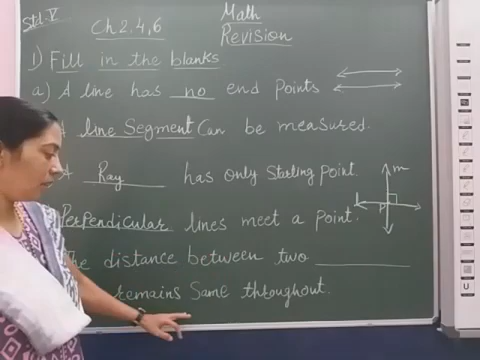 Std. V
Math
Ch 2, 4, 6 Revision
1) Fill in the blanks
a) A line has no end points
line Segment Can be measured.
Ray has only Starting point.
m
Perpendicular lines meet a point.
l P
The distance between two ________
remains Same throughout.